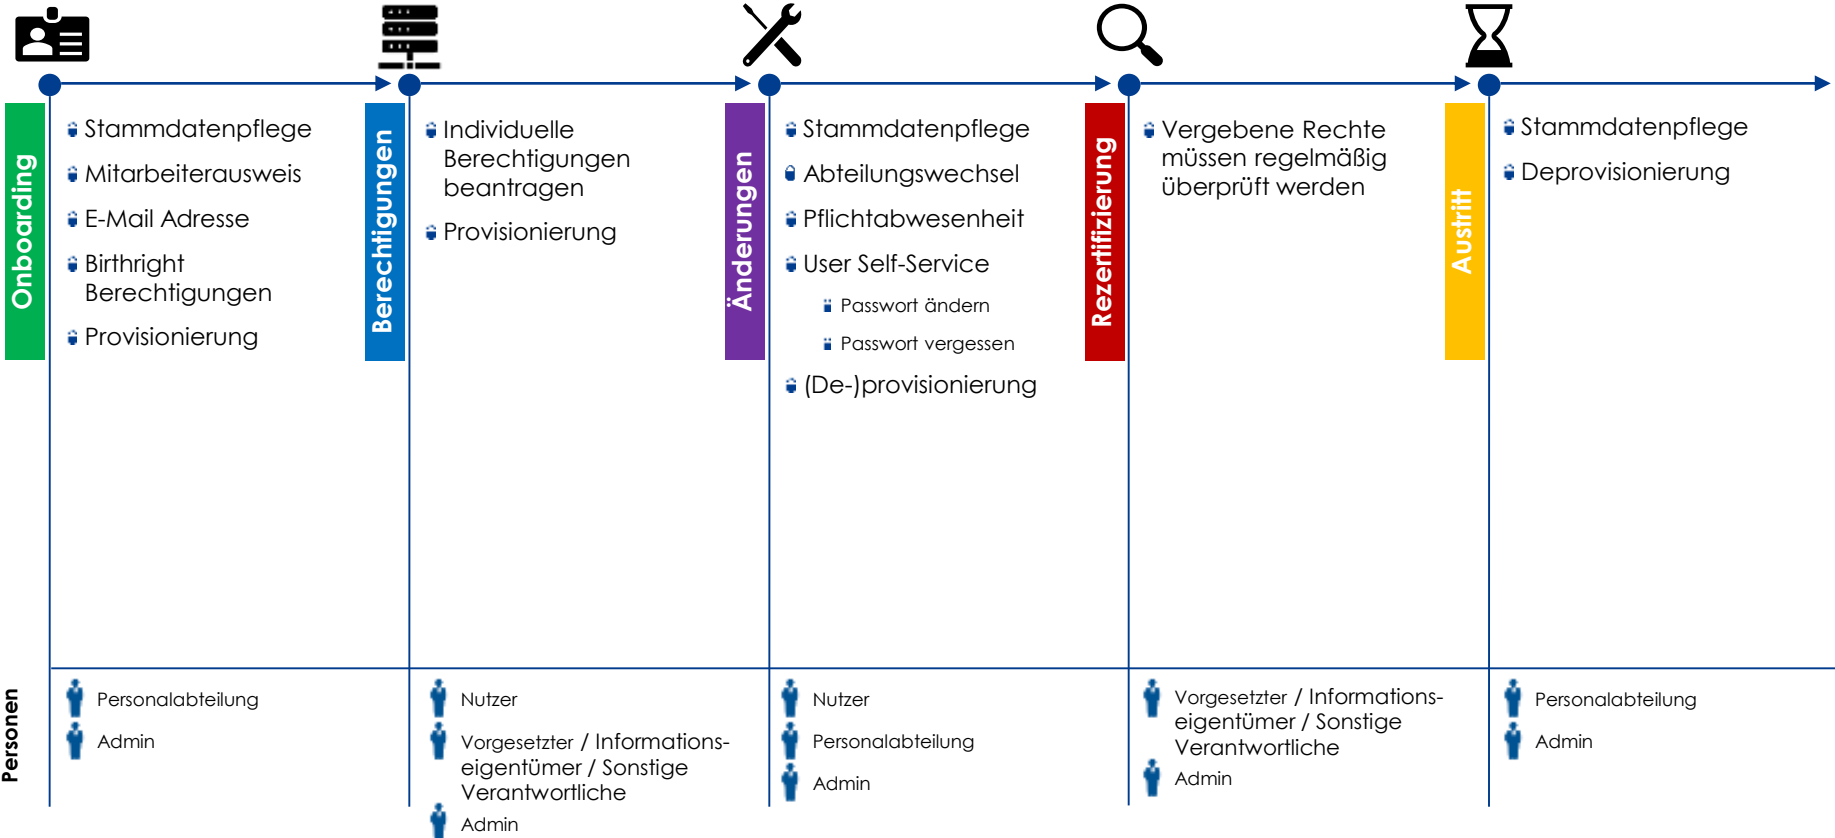 Onboarding
Stammdatenpflege
Mitarbeiterausweis
E-Mail Adresse
Birthright
Berechtigungen
Provisionierung
Berechtigungen
Individuelle
Berechtigungen
beantragen
Provisionierung
Änderungen
Stammdatenpflege
Abteilungswechsel
Pflichtabwesenheit
User Self-Service
Passwort ändern
Passwort vergessen
(De-)provisionierung
Rezertifizierung
Vergebene Rechte
müssen regelmäßig
überprüft werden
Austritt
Stammdatenpflege
Deprovisionierung
Personen
Personalabteilung
Admin
Nutzer
Vorgesetzter / Informations-
eigentümer / Sonstige
Verantwortliche
Admin
Nutzer
Personalabteilung
Admin
Vorgesetzter / Informations-
eigentümer / Sonstige
Verantwortliche
Admin
Personalabteilung
Admin